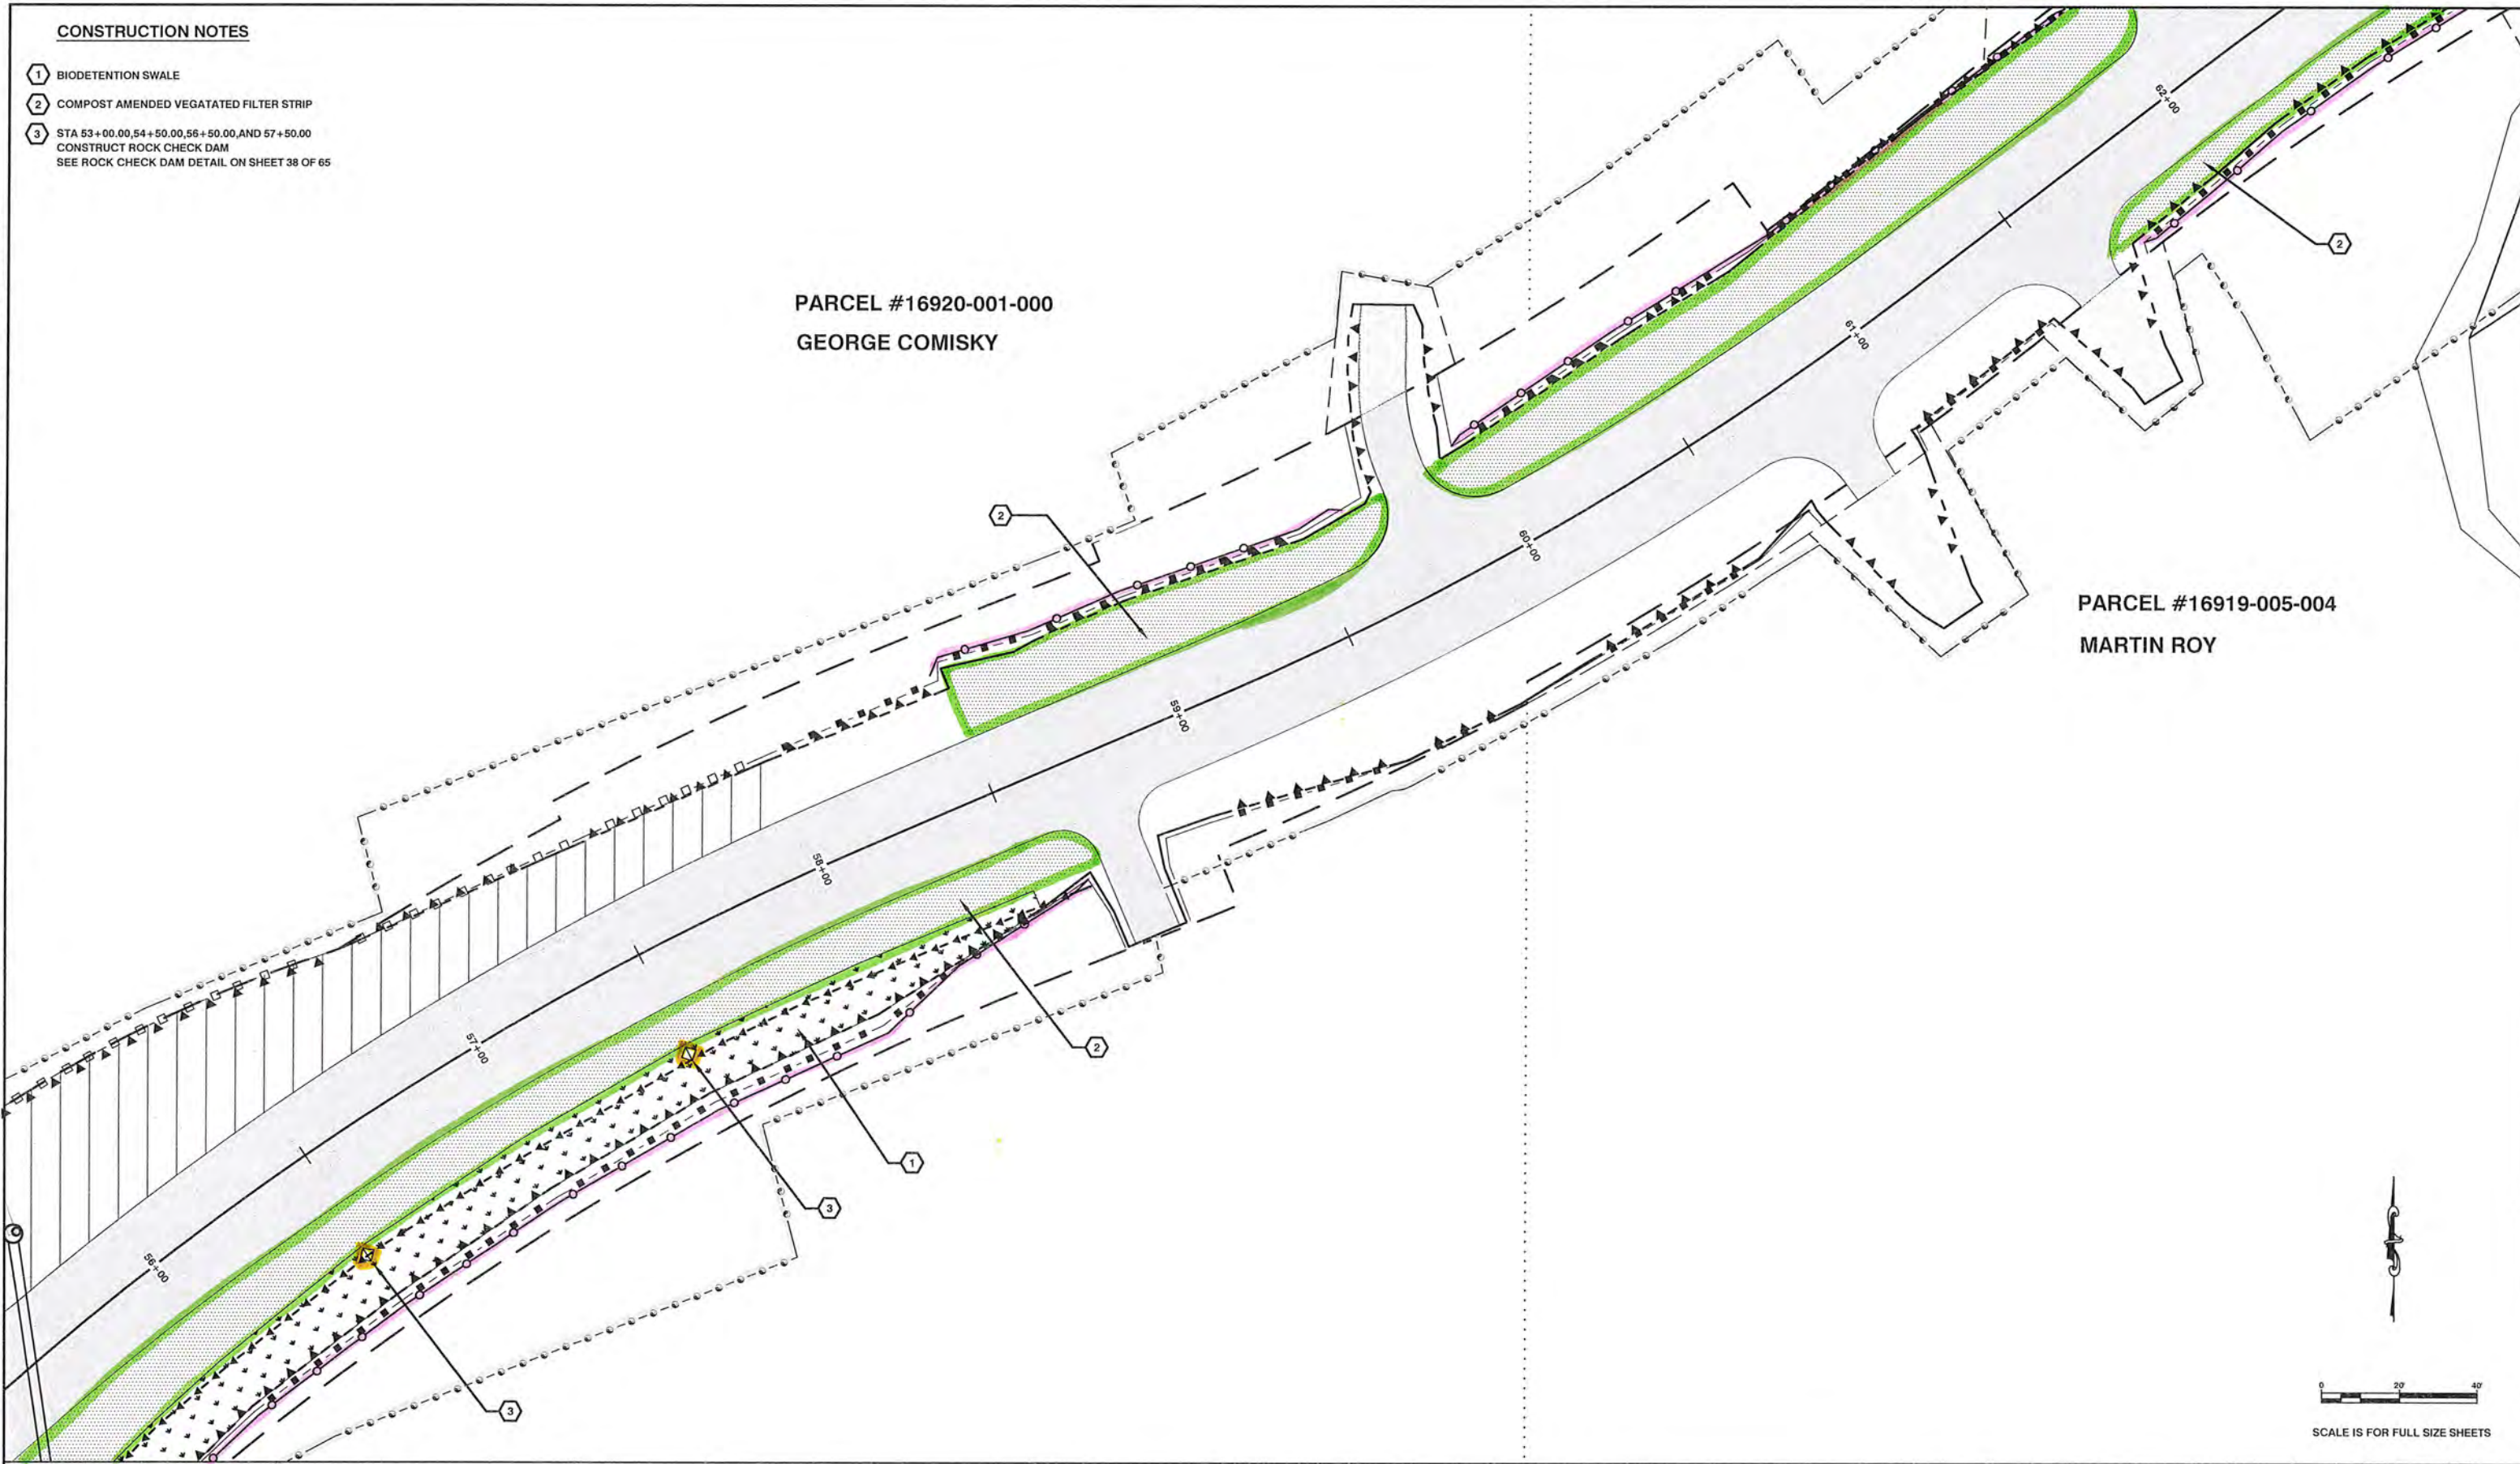 CONSTRUCTION NOTES
1 BIODETENTION SWALE
2 COMPOST AMENDED VEGATATED FILTER STRIP
3 STA 53+00.00,54+50.00,56+50.00,AND 57+50.00
CONSTRUCT ROCK CHECK DAM
SEE ROCK CHECK DAM DETAIL ON SHEET 38 OF 65
62+00
2
PARCEL #16920-001-000
GEORGE COMISKY
61+00
2
60+00
PARCEL #16919-005-004
MARTIN ROY
59+00
58+00
57+00
2
1
3
56+00
3
0 20' 40'
SCALE IS FOR FULL SIZE SHEETS